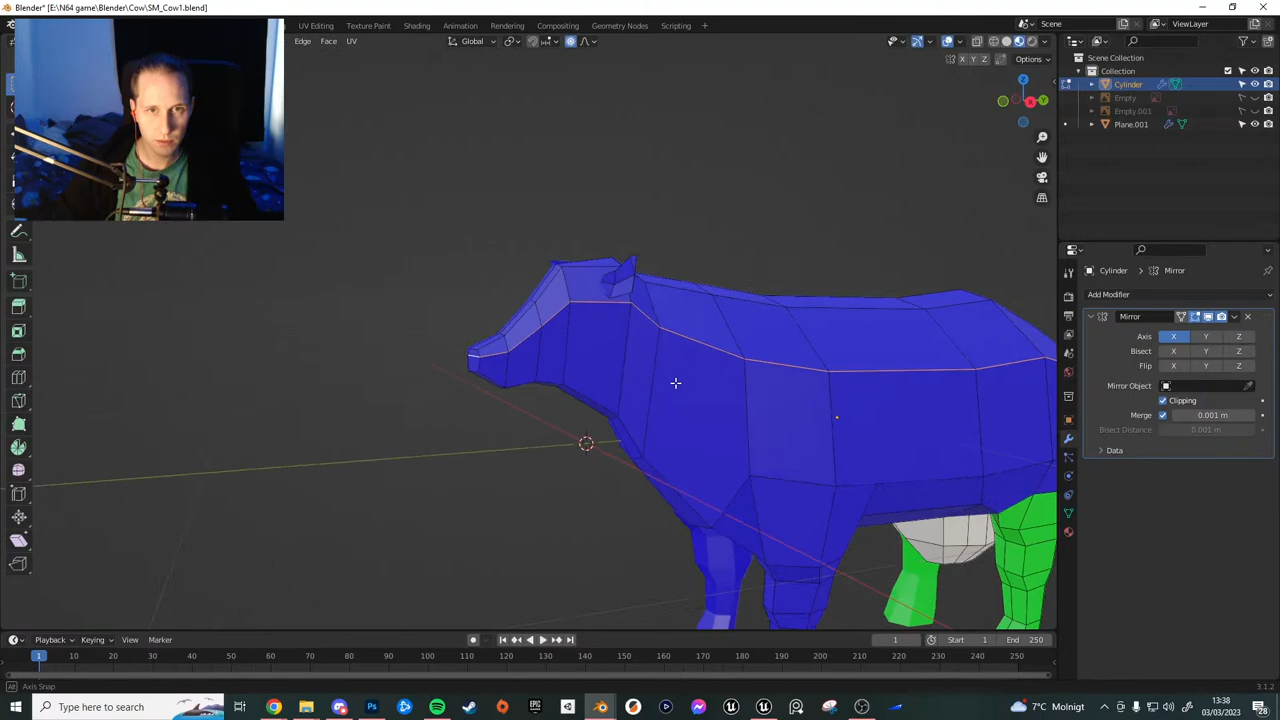 Blender* [E:\N64 game\Blender\Cow\SM_Cow1.blend]
UV Editing Texture Paint Shading Animation Rendering Compositing Geometry Nodes Scripting Scene ViewLayer
Edge Face UV Global
X Y Z Options
Scene Collection
Collection
Cylinder
Empty
Empty.001
Plane.001
Z
X
Y
Cylinder Mirror
Add Modifier
Mirror
Axis X Y Z
Bisect X Y Z
Flip X Y Z
Mirror Object
Clipping
Merge 0.001 m
Bisect Distance 0.001 m
Data
Playback Keying View Marker 1 Start 1 End 250
1 10 20 30 40 50 60 70 80 90 100 110 120 130 140 150 160 170 180 190 200 210 220 230 240 250
Alt Axis Snap 3.1.2
Type here to search 7°C Molnigt 13:38
03/03/2023